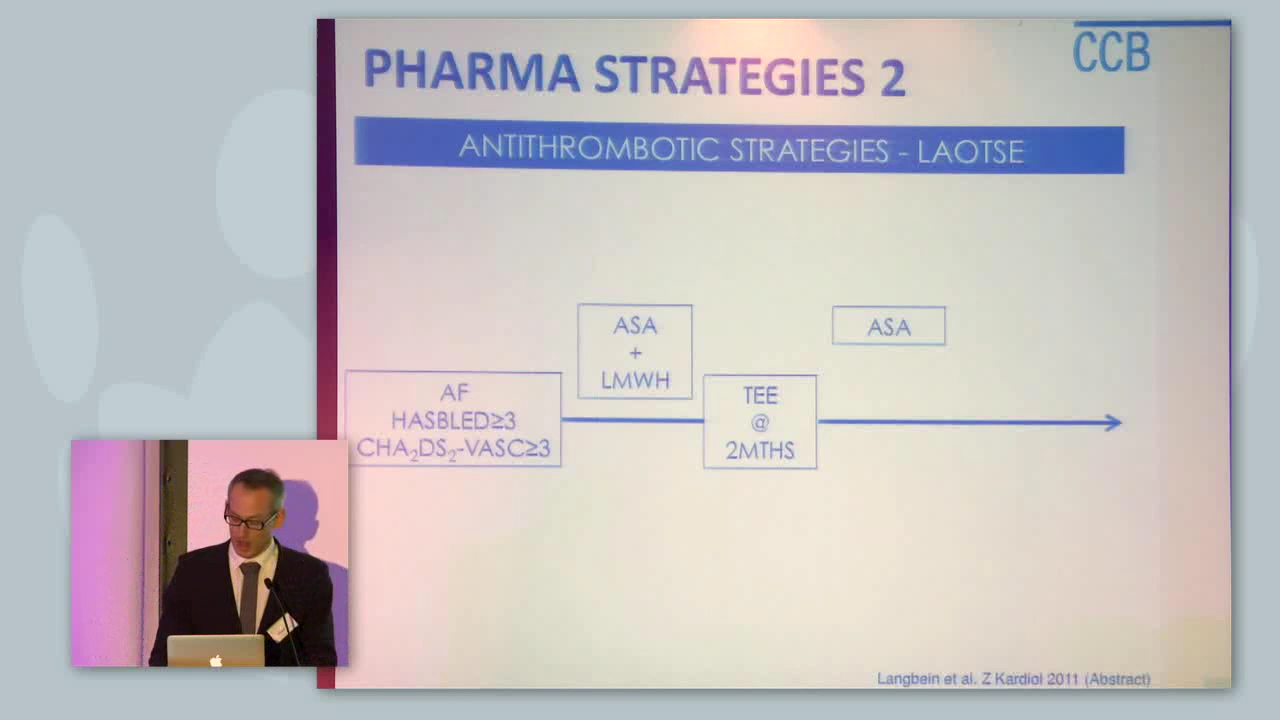 CCB
PHARMA STRATEGIES 2
ANTITHROMBOTIC STRATEGIES - LAOTSE
AF
HASBLED≥3
CHA₂DS₂-VASC≥3
ASA
+
LMWH
TEE
@
2MTHS
ASA
Langbein et al. Z Kardiol 2011 (Abstract)